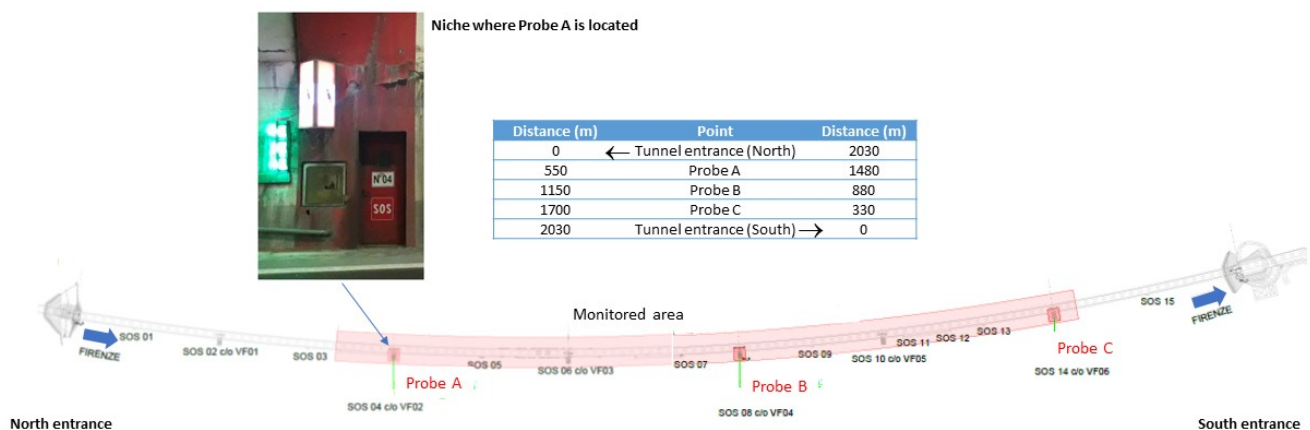 Niche where Probe A is located
N°04
SOS
Distance (m) Point Distance (m)
0 ← Tunnel entrance (North) 2030
550 Probe A 1480
1150 Probe B 880
1700 Probe C 330
2030 Tunnel entrance (South) → 0
Monitored area
FIRENZE
SOS 01
SOS 02 c/o VF01
SOS 03
Probe A
SOS 04 c/o VF02
SOS 05
SOS 06 c/o VF03
SOS 07
Probe B
SOS 08 c/o VF04
SOS 09
SOS 10 c/o VF05
SOS 11
SOS 12
SOS 13
Probe C
SOS 14 c/o VF06
SOS 15
FIRENZE
North entrance
South entrance